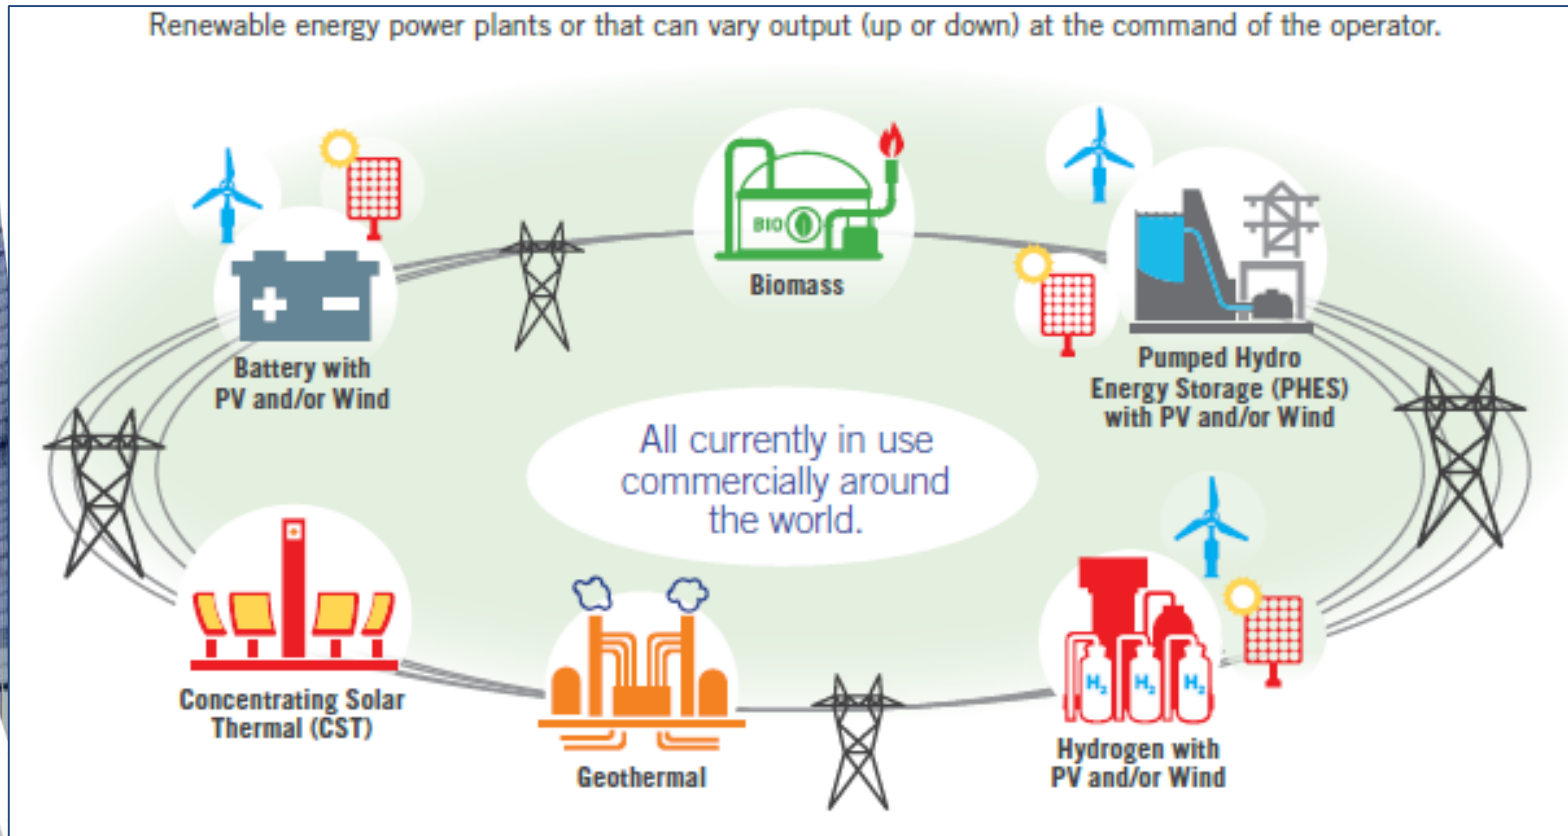 Renewable energy power plants or that can vary output (up or down) at the command of the operator.
BIO
Biomass
Battery with
PV and/or Wind
Pumped Hydro
Energy Storage (PHES)
with PV and/or Wind
All currently in use
commercially around
the world.
Concentrating Solar
Thermal (CST)
Geothermal
H₂ H₂ H₂
Hydrogen with
PV and/or Wind